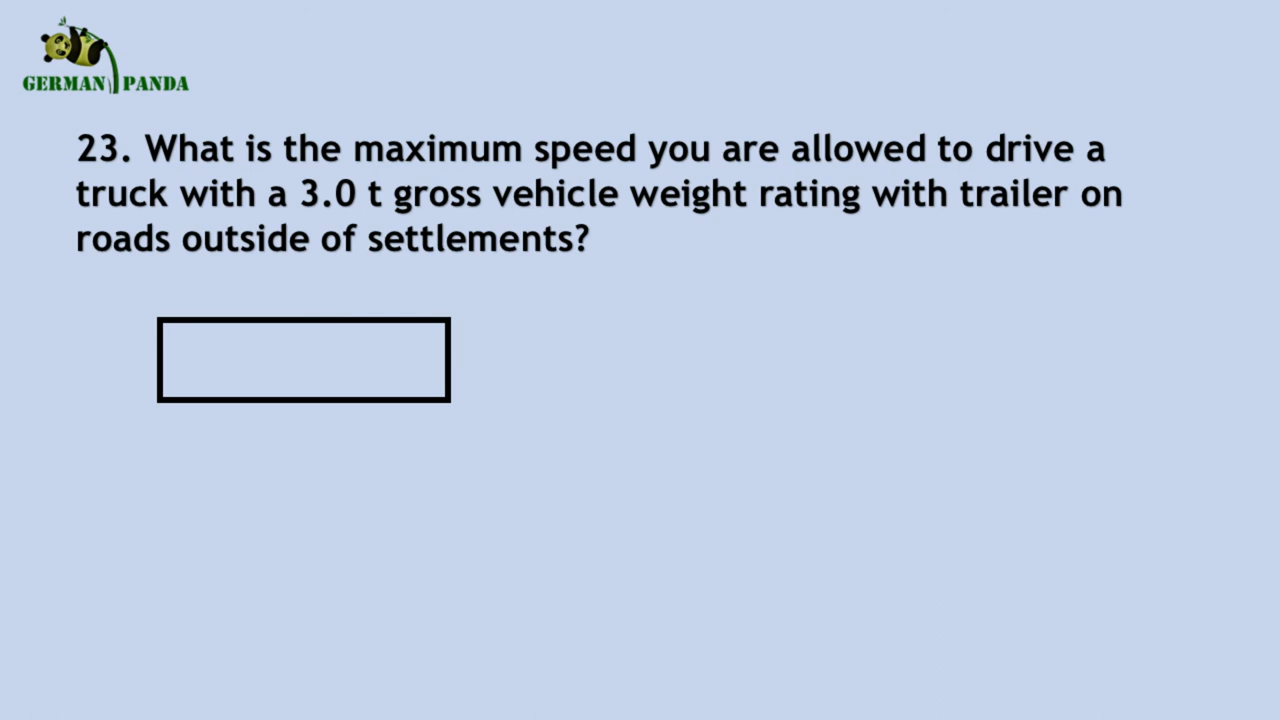 GERMAN PANDA
23. What is the maximum speed you are allowed to drive a
truck with a 3.0 t gross vehicle weight rating with trailer on
roads outside of settlements?